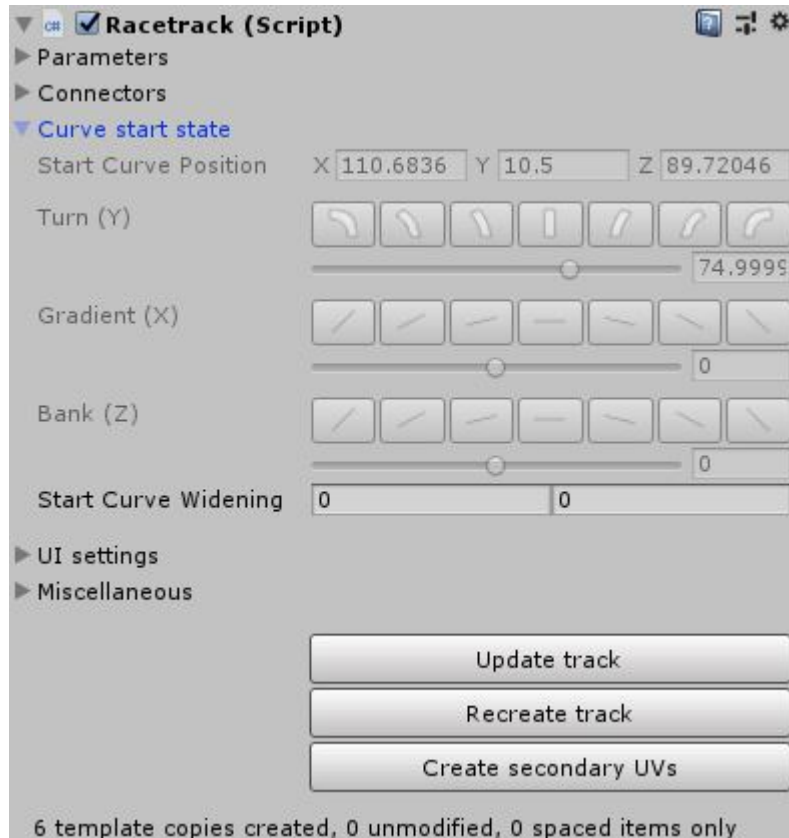 Racetrack (Script)
Parameters
Connectors
Curve start state
Start Curve Position X 110.6836 Y 10.5 Z 89.72046
Turn (Y)
74.9999
Gradient (X)
0
Bank (Z)
0
Start Curve Widening 0 0
UI settings
Miscellaneous
Update track
Recreate track
Create secondary UVs
6 template copies created, 0 unmodified, 0 spaced items only